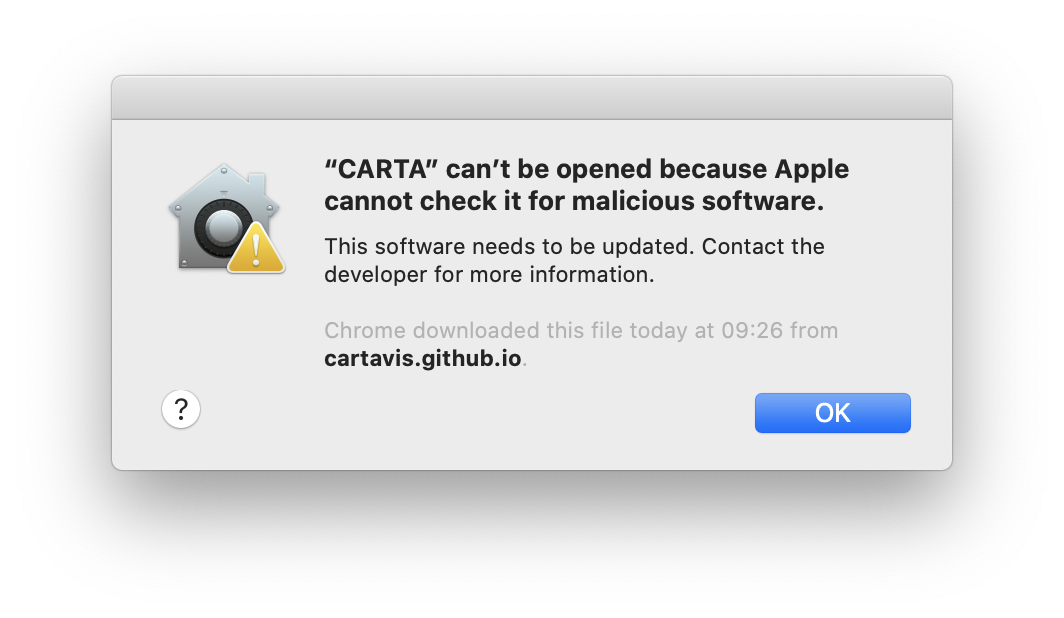 “CARTA” can’t be opened because Apple
cannot check it for malicious software.
This software needs to be updated. Contact the
developer for more information.
Chrome downloaded this file today at 09:26 from
cartavis.github.io.
?
OK